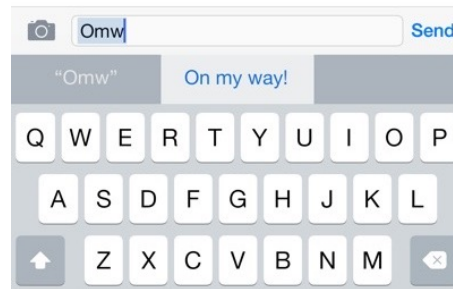 Omw Send
“Omw” On my way!
Q W E R T Y U I O P
A S D F G H J K L
Z X C V B N M